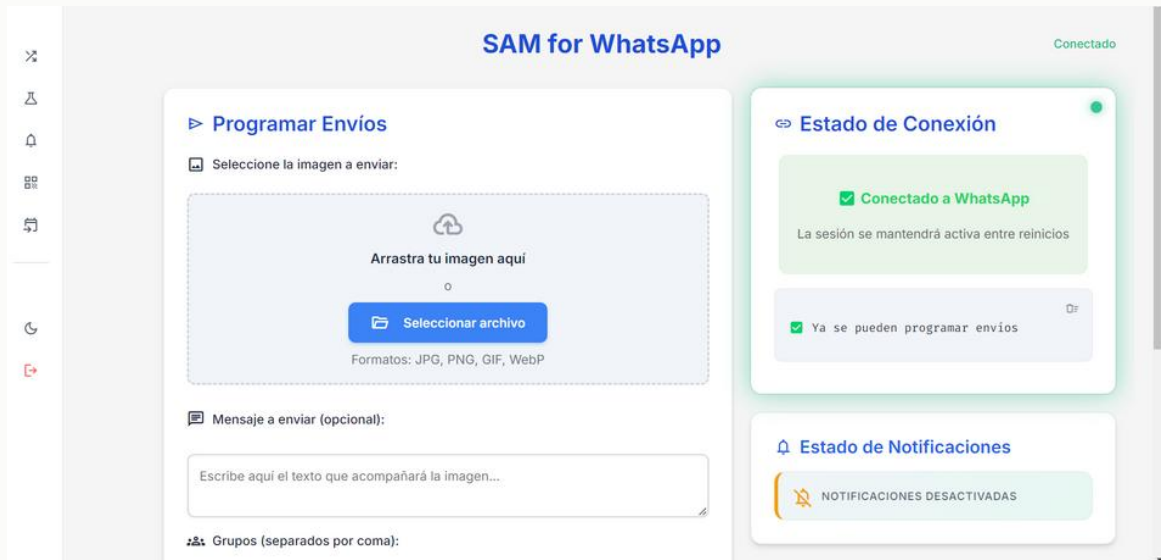 SAM for WhatsApp
Conectado
Programar Envíos
Seleccione la imagen a enviar:
Arrastra tu imagen aquí
o
Seleccionar archivo
Formatos: JPG, PNG, GIF, WebP
Mensaje a enviar (opcional):
Escribe aquí el texto que acompañará la imagen...
Grupos (separados por coma):
Estado de Conexión
Conectado a WhatsApp
La sesión se mantendrá activa entre reinicios
Ya se pueden programar envíos
Estado de Notificaciones
NOTIFICACIONES DESACTIVADAS